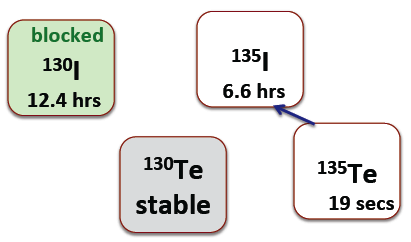 blocked
¹³⁰I
12.4 hrs
¹³⁵I
6.6 hrs
¹³⁰Te
stable
¹³⁵Te
19 secs